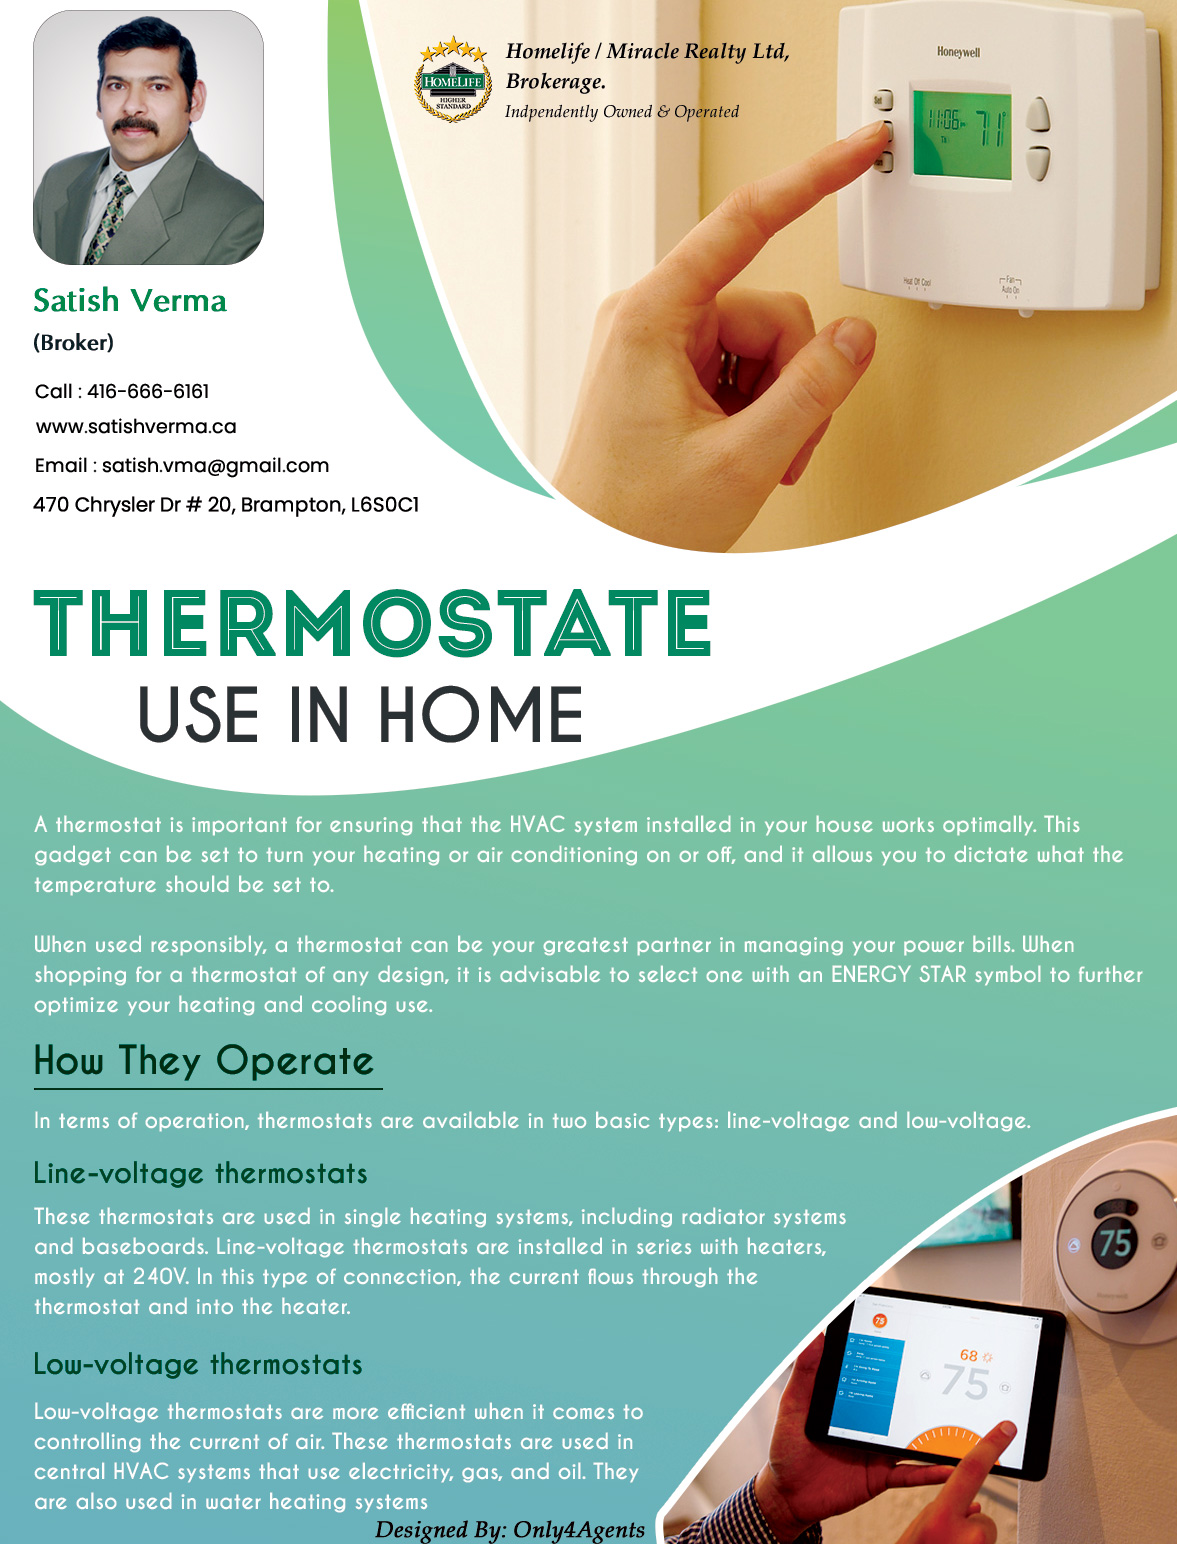 Homelife / Miracle Realty Ltd,
Brokerage.
Indpendently Owned & Operated
HOMELIFE
HIGHER
STANDARD
Honeywell
11:06
71°
Heat Off Cool
Fan
Auto On
Satish Verma
(Broker)
Call : 416-666-6161
www.satishverma.ca
Email : satish.vma@gmail.com
470 Chrysler Dr # 20, Brampton, L6S0C1
THERMOSTATE
USE IN HOME
A thermostat is important for ensuring that the HVAC system installed in your house works optimally. This
gadget can be set to turn your heating or air conditioning on or off, and it allows you to dictate what the
temperature should be set to.
When used responsibly, a thermostat can be your greatest partner in managing your power bills. When
shopping for a thermostat of any design, it is advisable to select one with an ENERGY STAR symbol to further
optimize your heating and cooling use.
How They Operate
In terms of operation, thermostats are available in two basic types: line-voltage and low-voltage.
Line-voltage thermostats
These thermostats are used in single heating systems, including radiator systems
and baseboards. Line-voltage thermostats are installed in series with heaters,
mostly at 240V. In this type of connection, the current flows through the
thermostat and into the heater.
Low-voltage thermostats
Low-voltage thermostats are more efficient when it comes to
controlling the current of air. These thermostats are used in
central HVAC systems that use electricity, gas, and oil. They
are also used in water heating systems
75
Honeywell
75
68
75
Designed By: Only4Agents